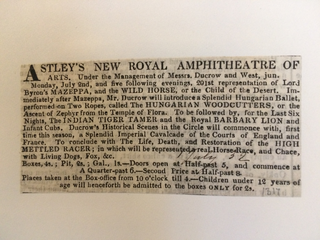 ASTLEY'S NEW ROYAL AMPHITHEATRE OF
ARTS. Under the Management of Messrs. Ducrow and West, jun.
Monday, July 2nd, and five following evenings, 201st representation of Lord
Byron's MAZEPPA, and the WILD HORSE, or the Child of the Desert. Im-
mediately after Mazeppa, Mr. Ducrow will introduce a Splendid Hungarian Ballet,
performed on Two Ropes, called The HUNGARIAN WOODCUTTERS, or the
Ascent of Zephyr from the Temple of Flora. To be followed by, for the Last Six
Nights, The INDIAN TIGER TAMER and the Royal BARBARY LION and
Infant Cubs. Ducrow's Historical Scenes in the Circle will commence with, first
time this season, a Splendid Imperial Cavalcade of the Courts of England and
France. To conclude with The Life, Death, and Restoration of the HIGH
METTLED RACER; in which will be represented a real Horse Race, and Chace,
with Living Dogs, Fox, &c.
Boxes, 4s.; Pit, 2s.; Gal., 1s.—Doors open at Half-past 5, and commence at
A Quarter-past 6.—Second Price at Half-past 8.
Places taken at the Box-office from 10 o'clock till 4.—Children under 12 years of
age will henceforth be admitted to the boxes ONLY for 2s.